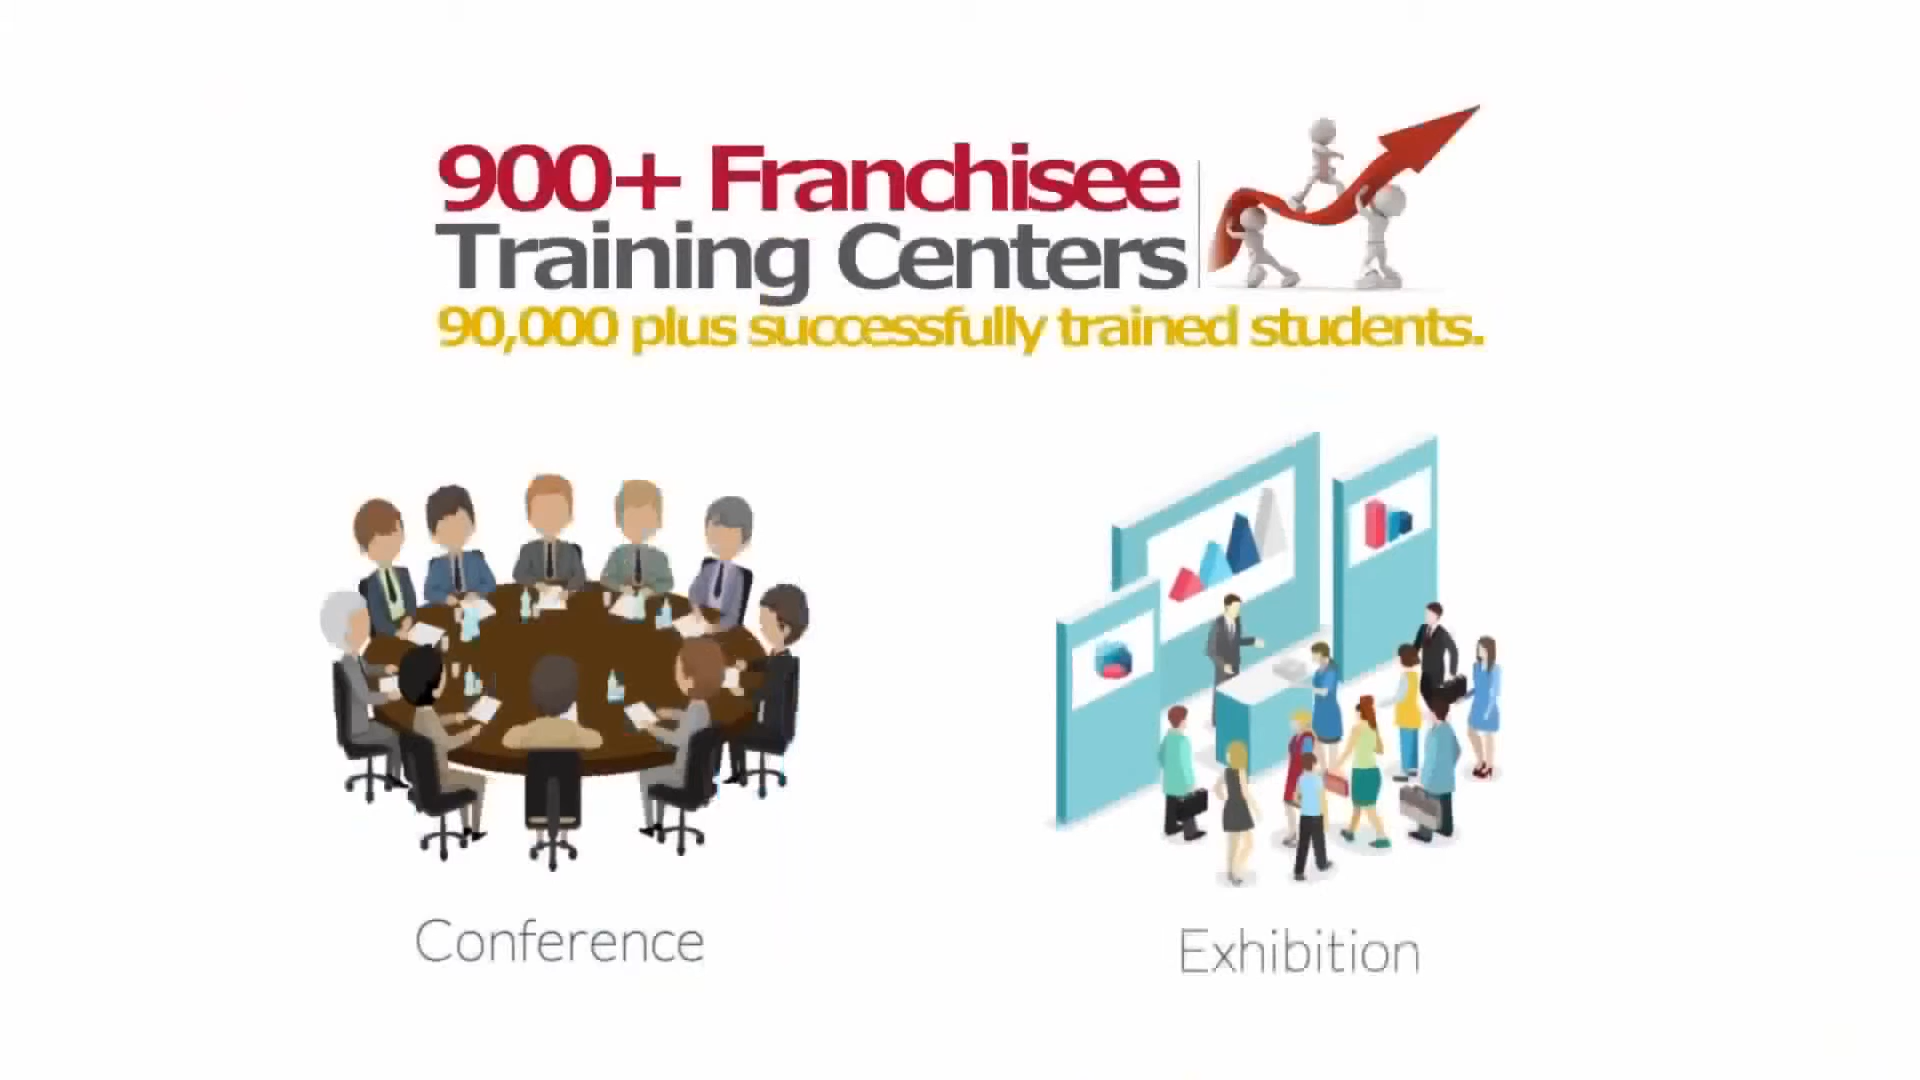 900+ Franchisee
Training Centers
90,000 plus successfully trained students.
Conference
Exhibition